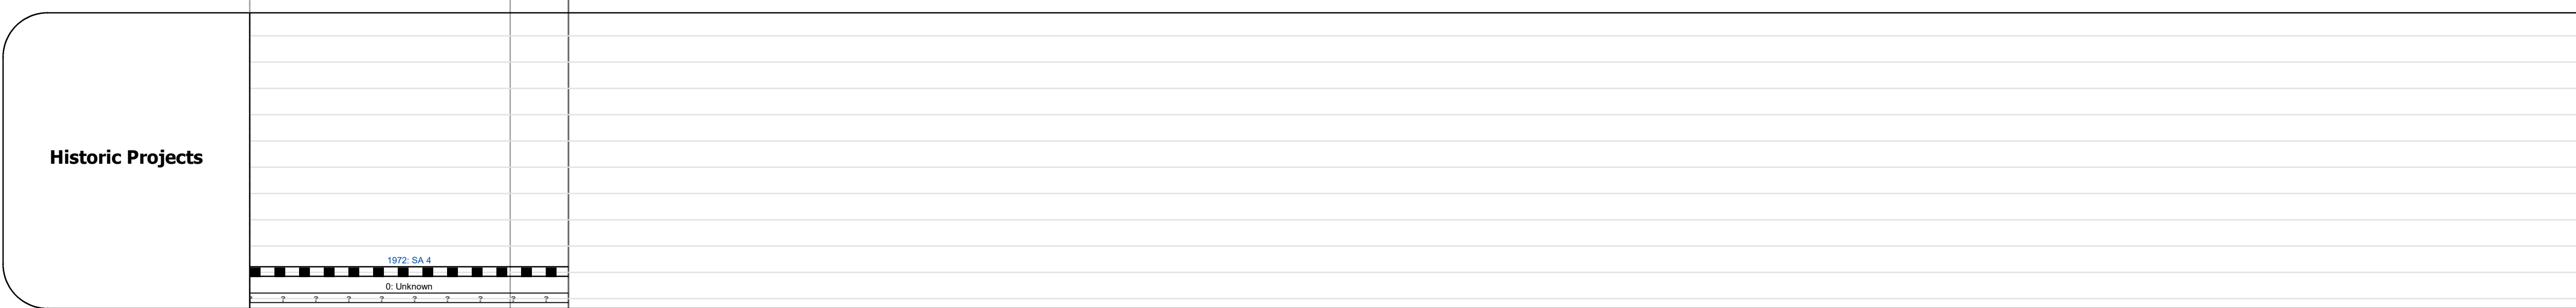 Historic Projects
1972: SA 4
0: Unknown
? ? ? ? ? ? ? ? ? ?